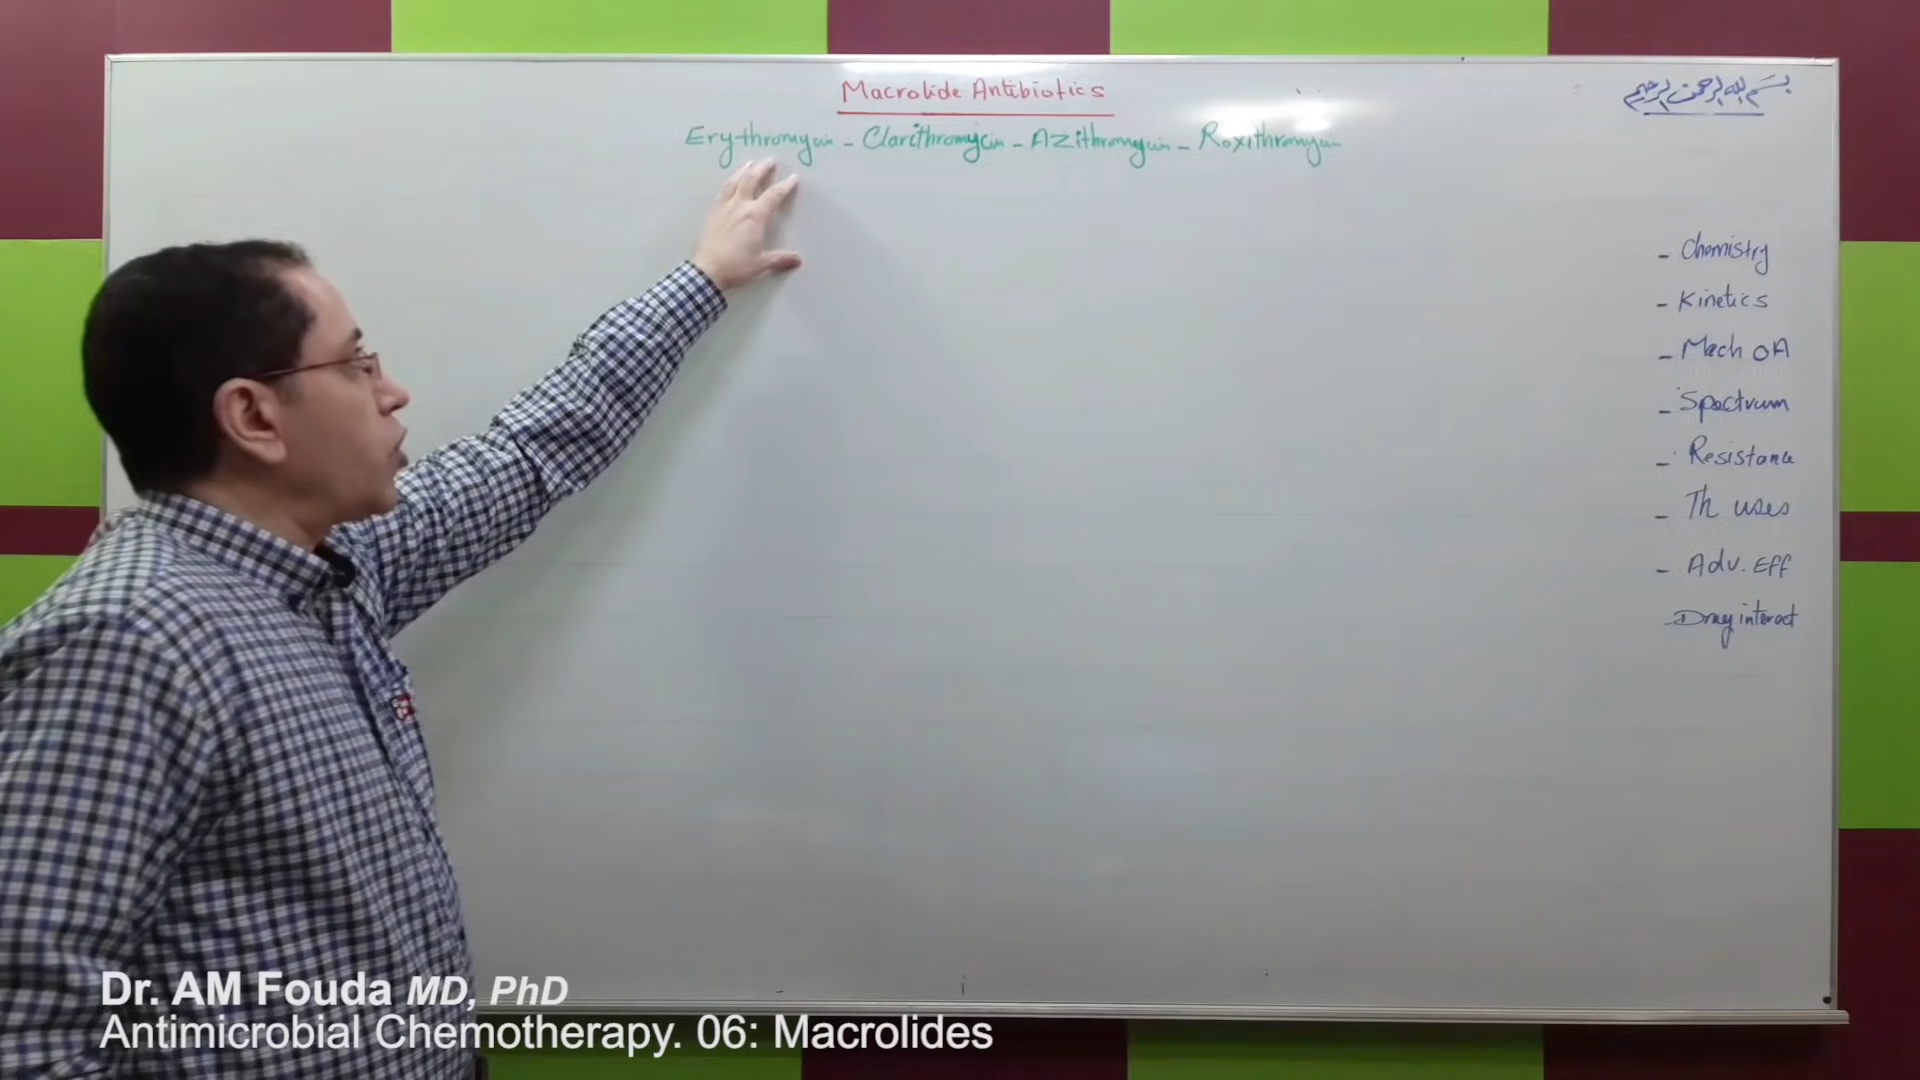 Macrolide Antibiotics
بسم الله الرحمن الرحيم
Erythromycin - Clarithromycin - Azithromycin - Roxithromycin
- Chemistry
- Kinetics
- Mech OA
- Spectrum
- Resistance
- Th uses
- Adv. Eff
- Drug interact
Dr. AM Fouda MD, PhD
Antimicrobial Chemotherapy. 06: Macrolides